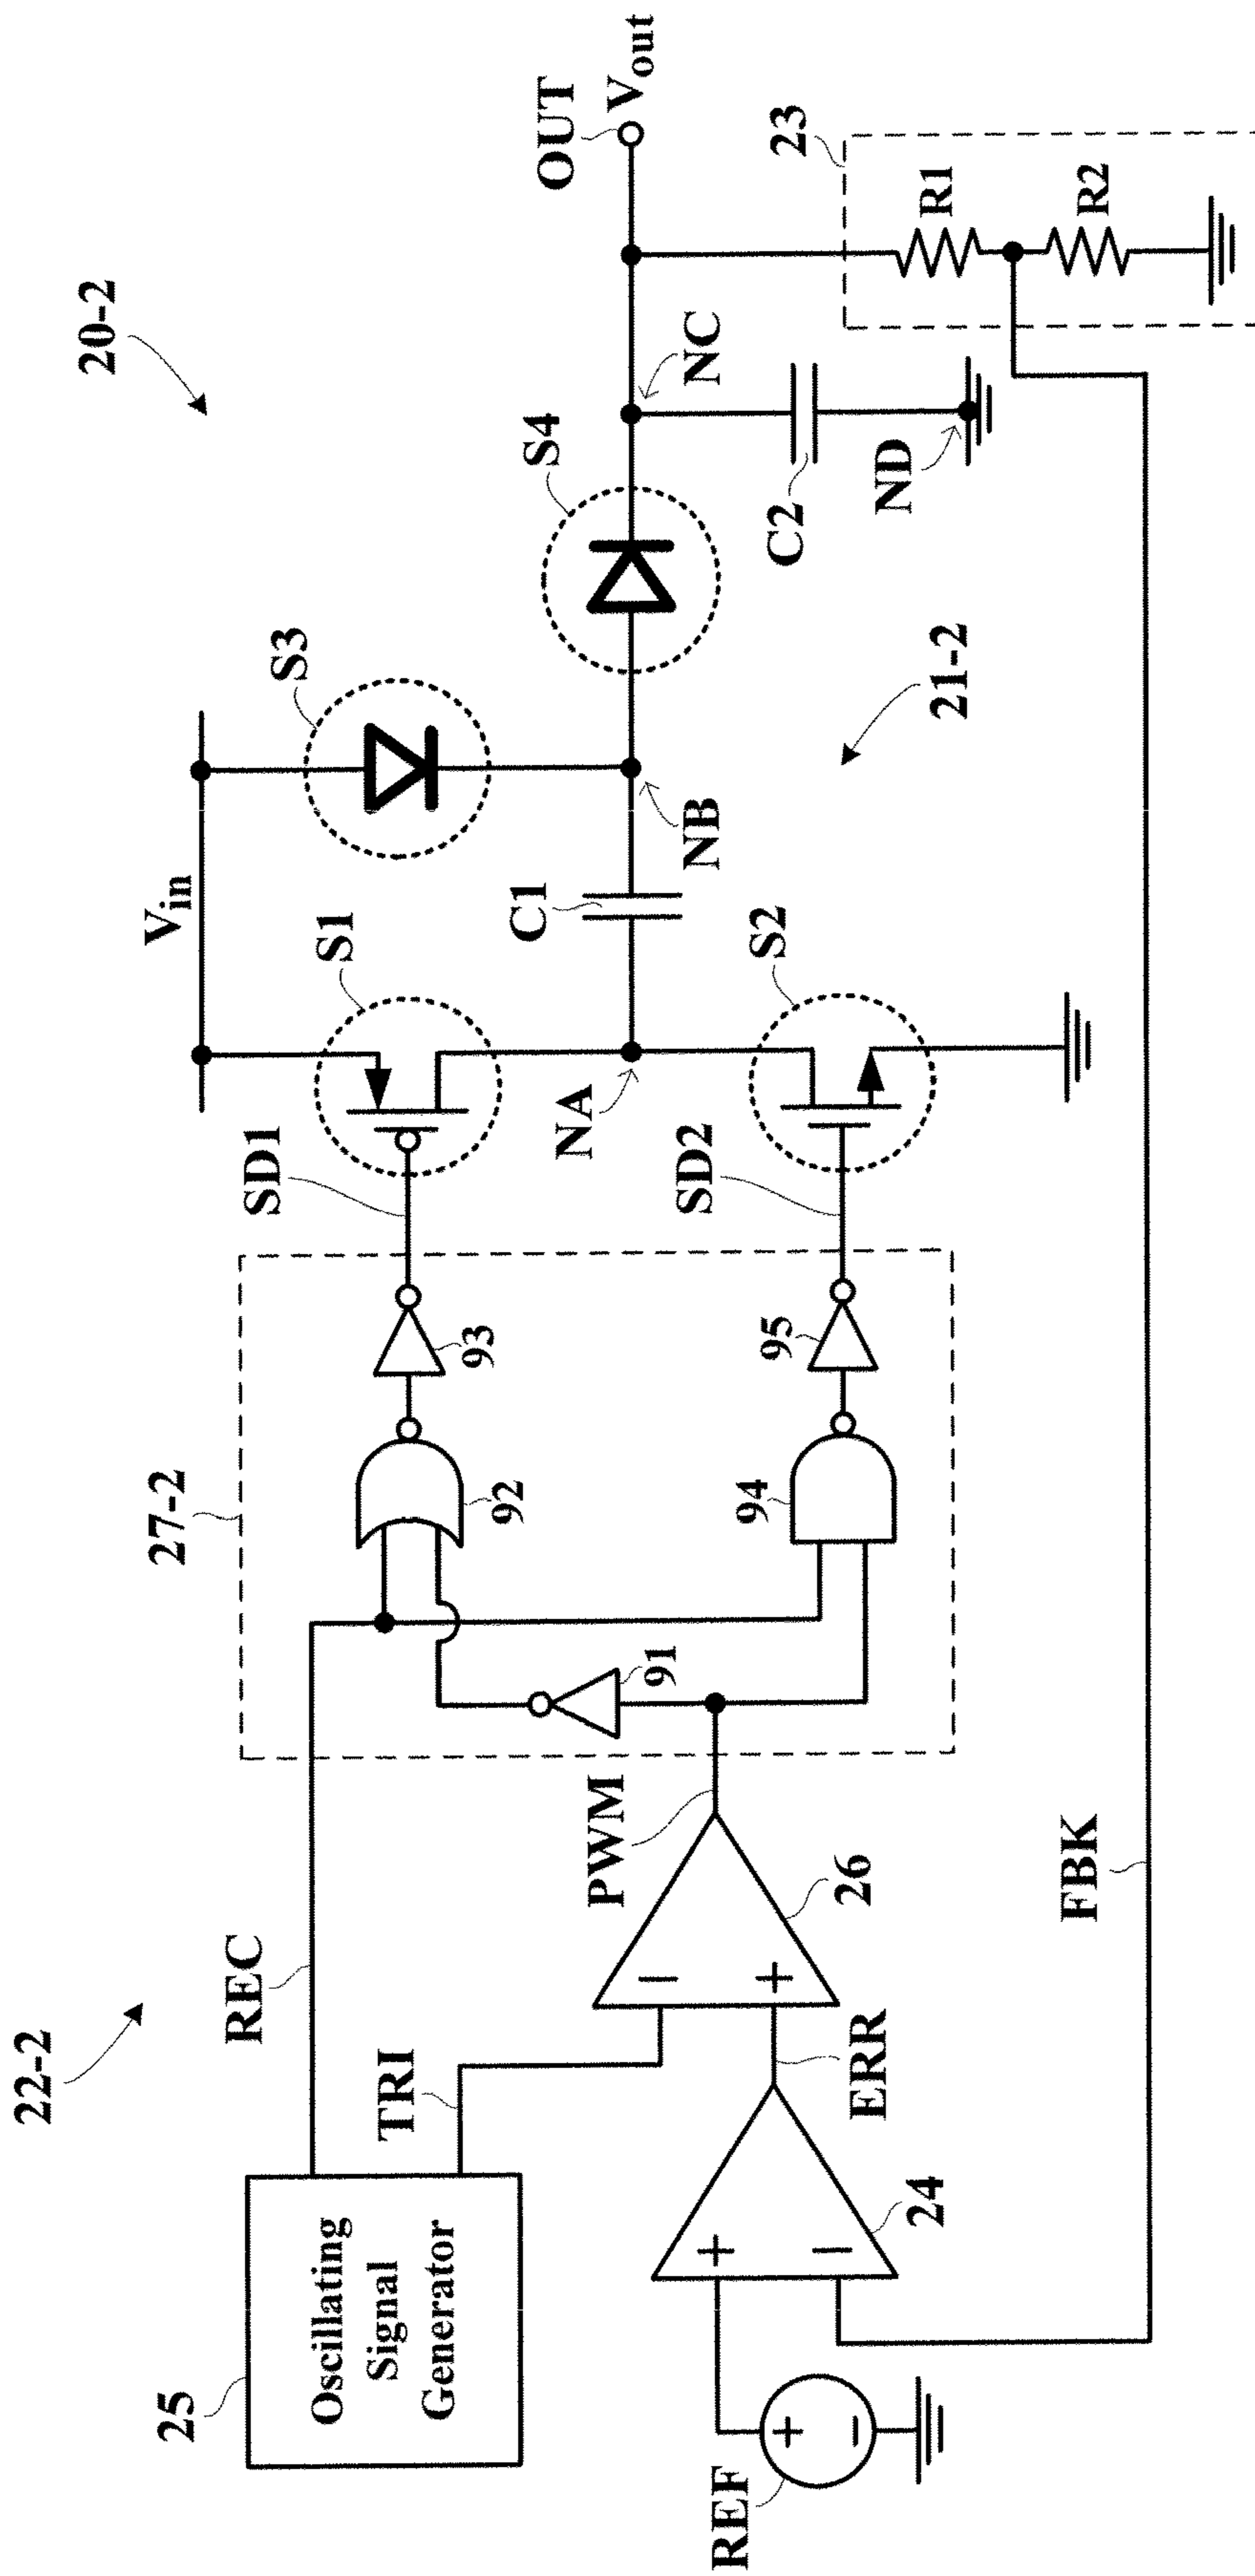 20-2
22-2
V_in
OUT
V_out
S3
S4
NC
23
R1
R2
C2
ND
21-2
NB
C1
S1
S2
NA
SD1
SD2
27-2
93
95
92
94
91
PWM
REC
TRI
26
ERR
FBK
25
Oscillating
Signal
Generator
24
+
−
+
−
+
−
REF